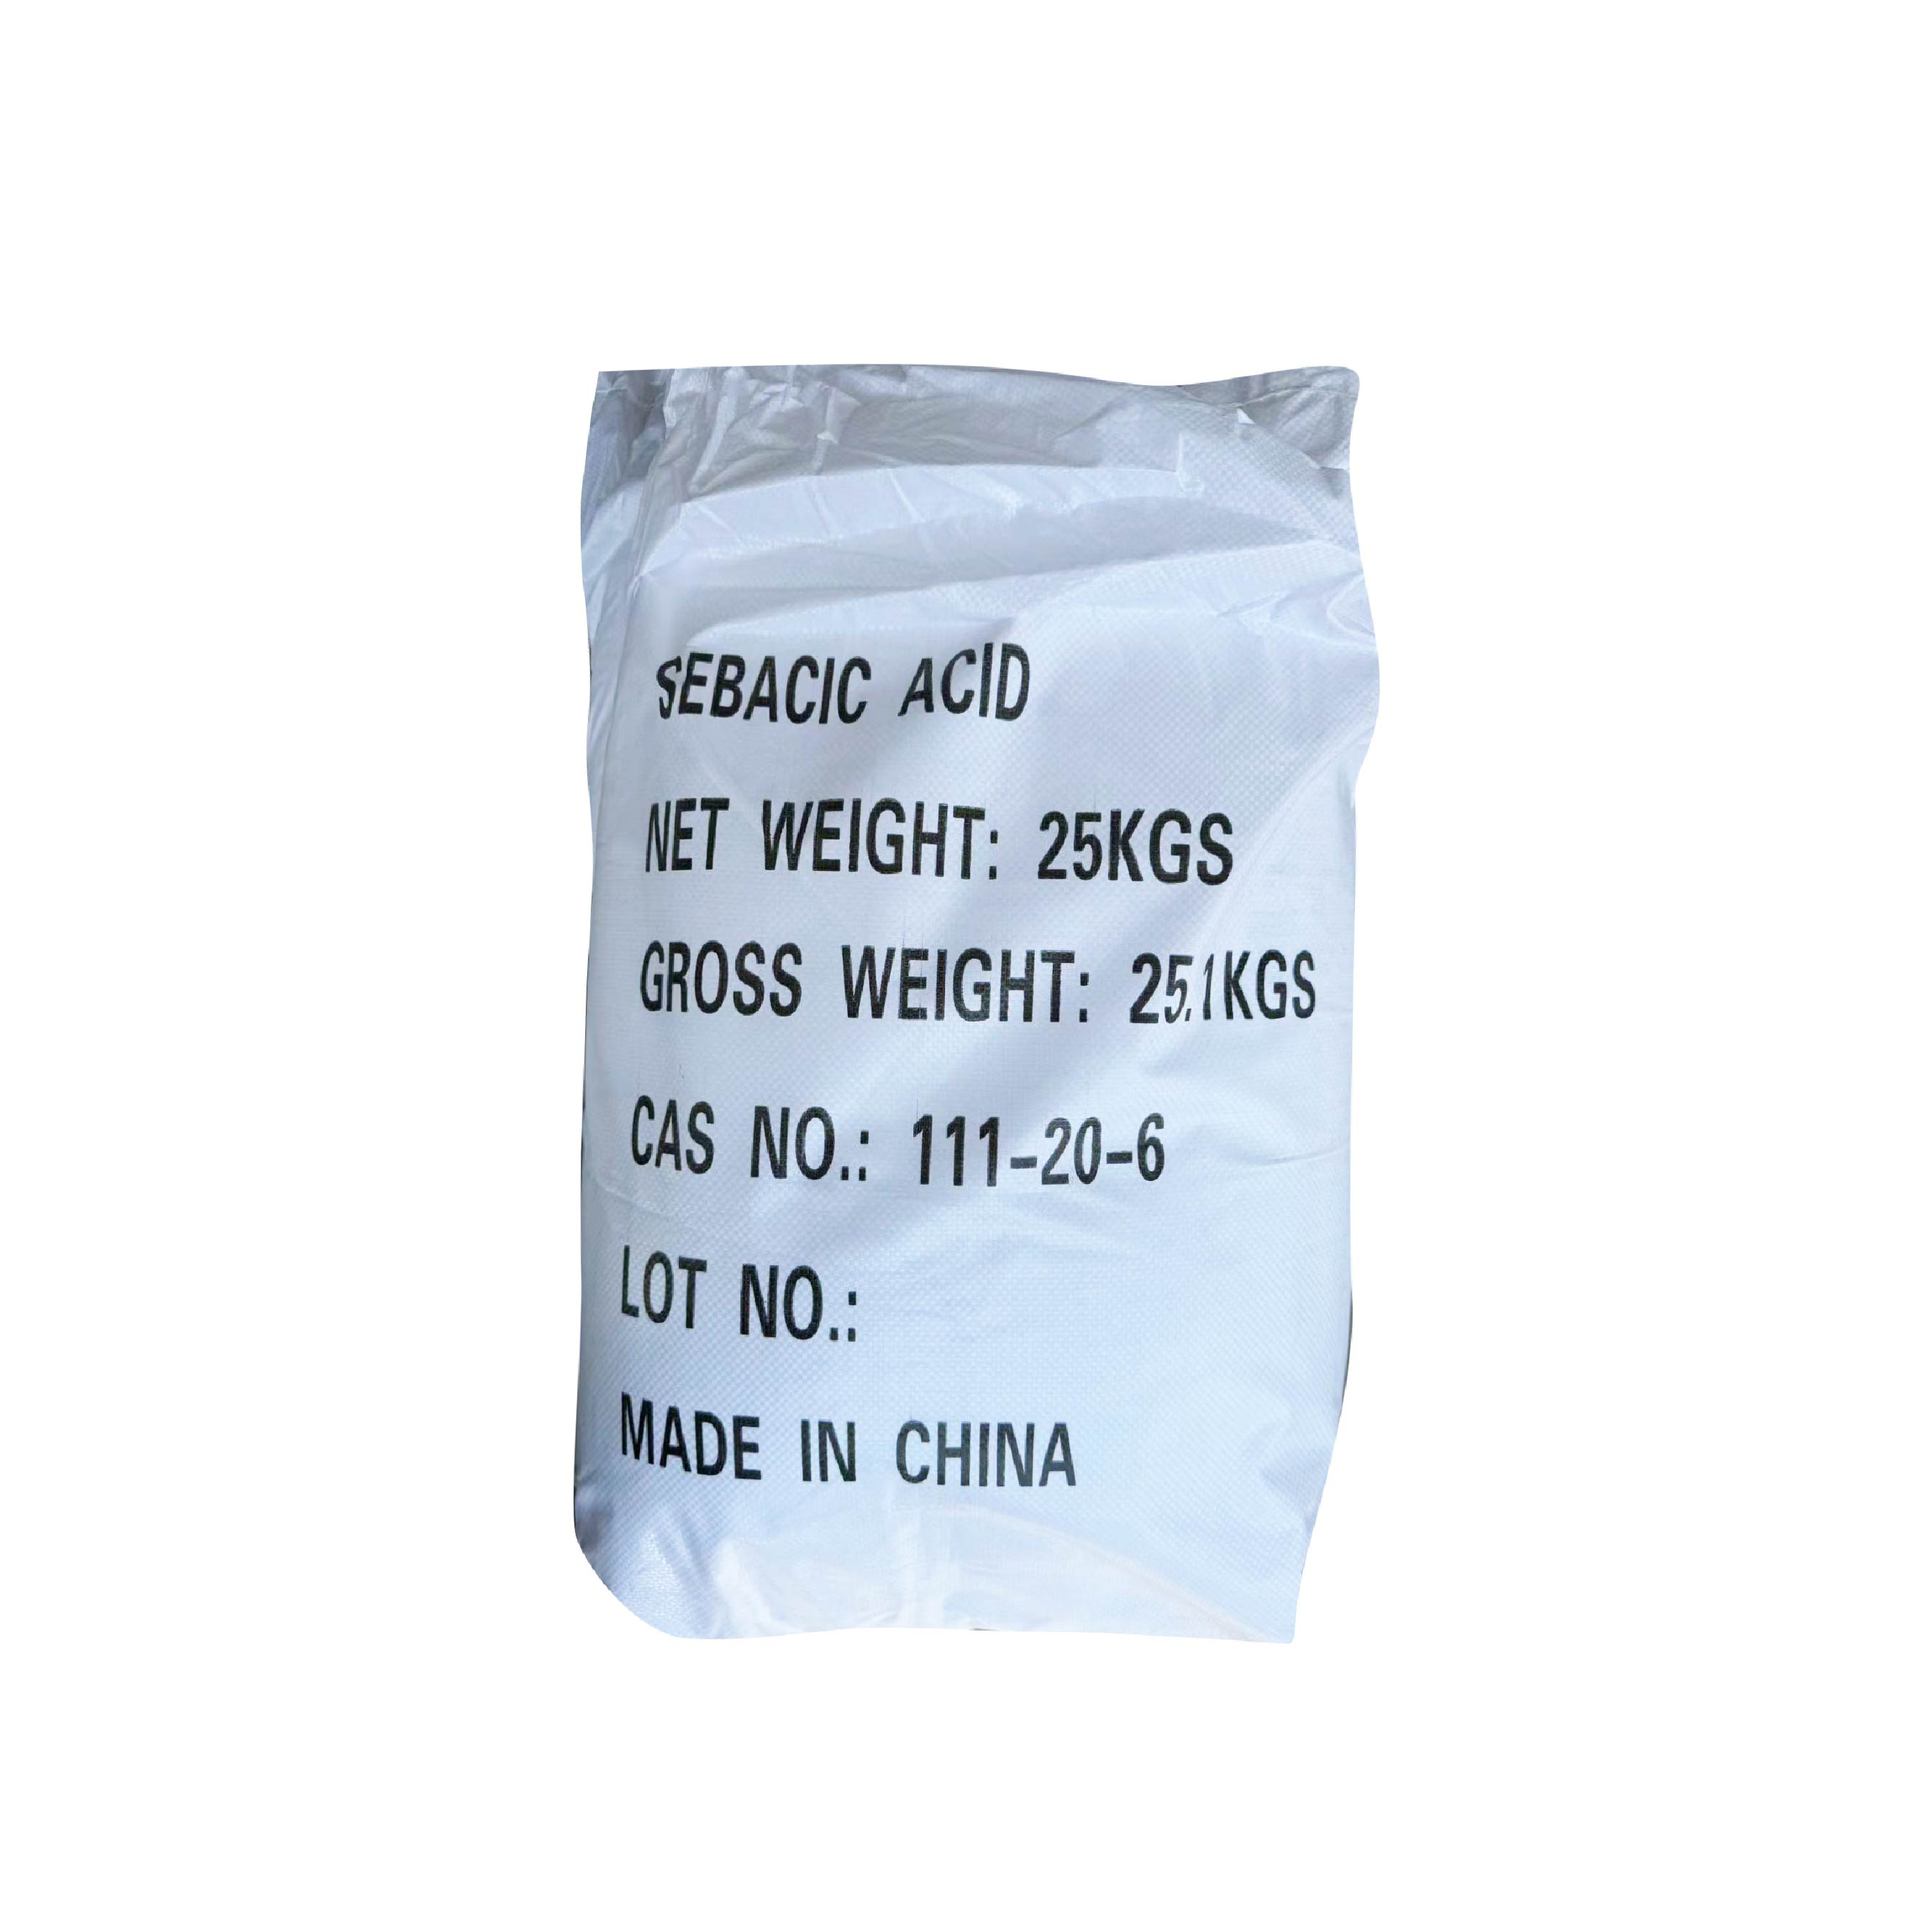 SEBACIC ACID
NET WEIGHT: 25KGS
GROSS WEIGHT: 25.1KGS
CAS NO.: 111-20-6
LOT NO.:
MADE IN CHINA